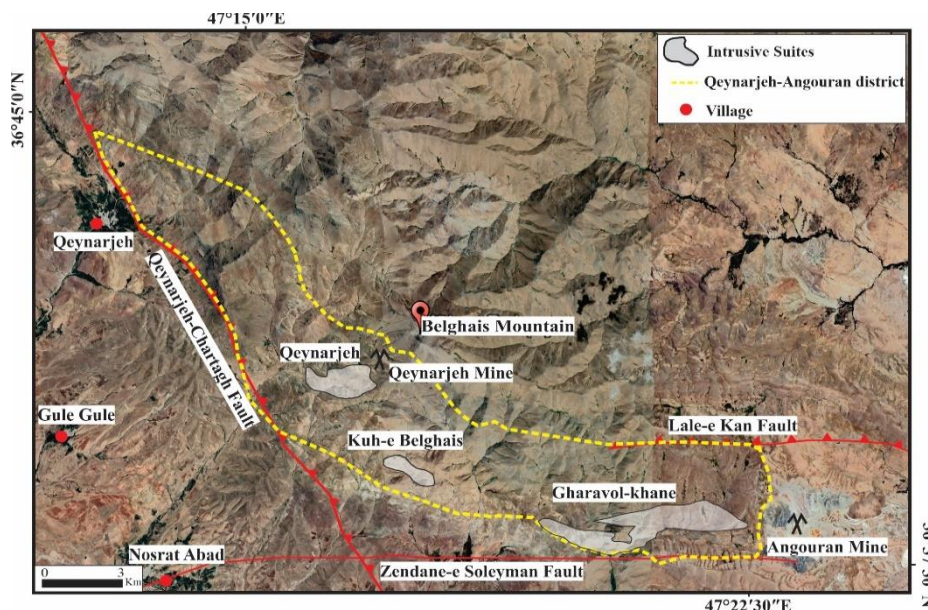 47°15′0″E
36°45′0″N
Intrusive Suites
Qeynarjeh-Angouran district
Village
Qeynarjeh
Qeynarjeh-Chartagh Fault
Belghais Mountain
Qeynarjeh
Qeynarjeh Mine
Gule Gule
Kuh-e Belghais
Lale-e Kan Fault
Gharavol-khane
Angouran Mine
Nosrat Abad
Zendane-e Soleyman Fault
0 3
Km
47°22′30″E